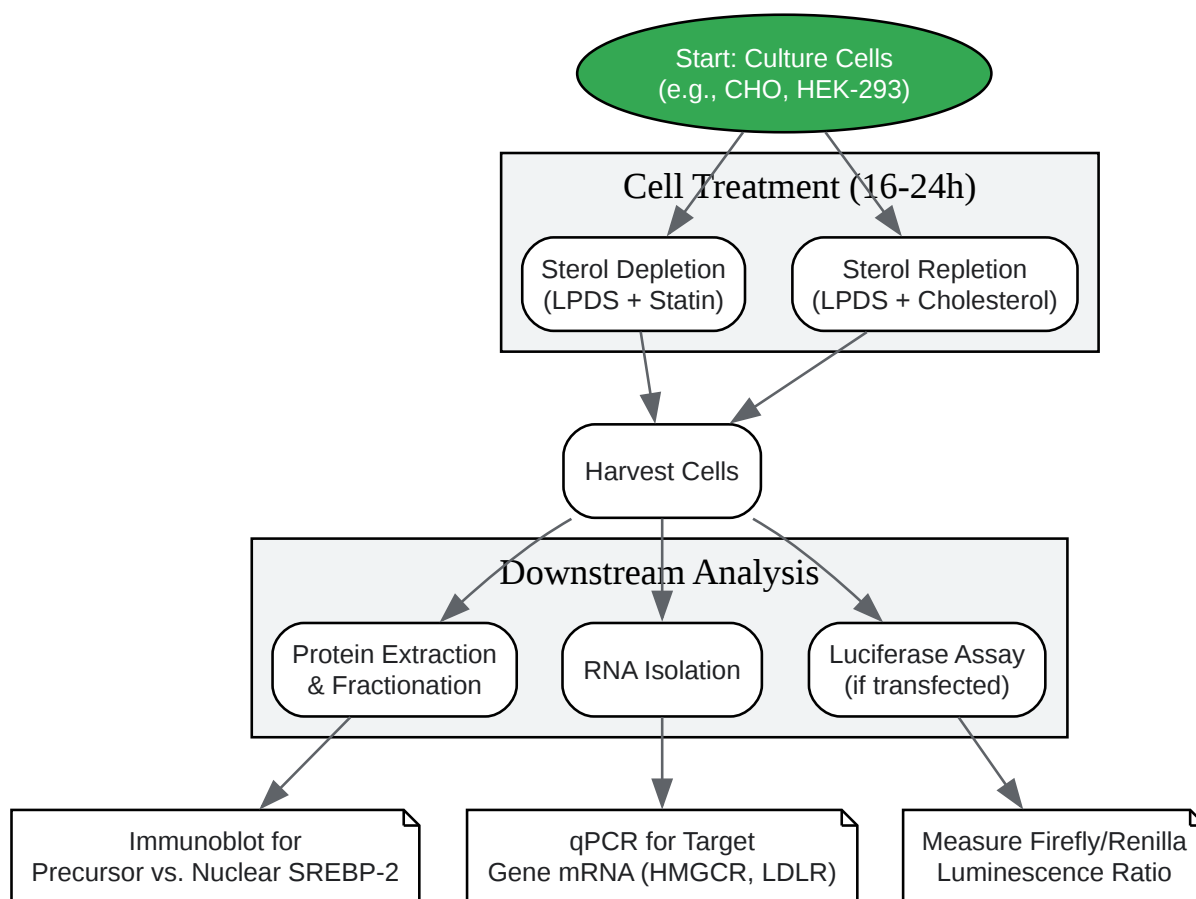 Start: Culture Cells
(e.g., CHO, HEK-293)
Cell Treatment (16-24h)
Sterol Depletion
(LPDS + Statin)
Sterol Repletion
(LPDS + Cholesterol)
Harvest Cells
Downstream Analysis
Protein Extraction
& Fractionation
RNA Isolation
Luciferase Assay
(if transfected)
Immunoblot for
Precursor vs. Nuclear SREBP-2
qPCR for Target
Gene mRNA (HMGCR, LDLR)
Measure Firefly/Renilla
Luminescence Ratio